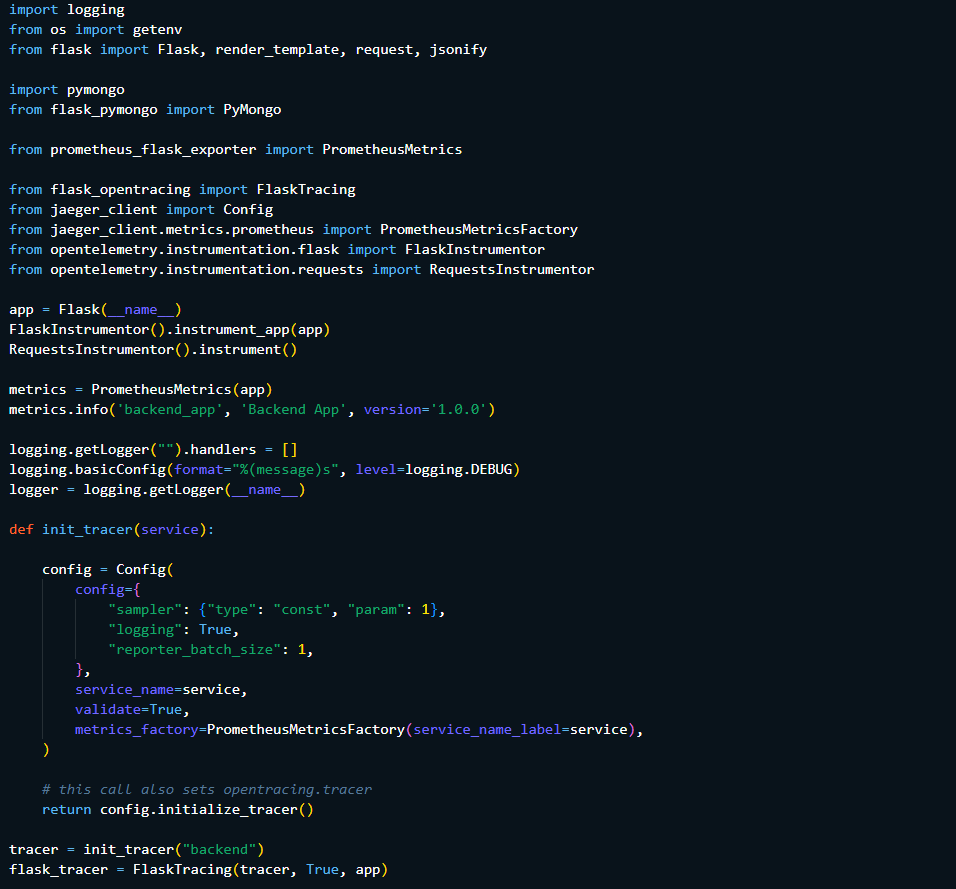 import logging
from os import getenv
from flask import Flask, render_template, request, jsonify
import pymongo
from flask_pymongo import PyMongo
from prometheus_flask_exporter import PrometheusMetrics
from flask_opentracing import FlaskTracing
from jaeger_client import Config
from jaeger_client.metrics.prometheus import PrometheusMetricsFactory
from opentelemetry.instrumentation.flask import FlaskInstrumentor
from opentelemetry.instrumentation.requests import RequestsInstrumentor
app = Flask(__name__)
FlaskInstrumentor().instrument_app(app)
RequestsInstrumentor().instrument()
metrics = PrometheusMetrics(app)
metrics.info('backend_app', 'Backend App', version='1.0.0')
logging.getLogger("").handlers = []
logging.basicConfig(format="%(message)s", level=logging.DEBUG)
logger = logging.getLogger(__name__)
def init_tracer(service):
    config = Config(
        config={
            "sampler": {"type": "const", "param": 1},
            "logging": True,
            "reporter_batch_size": 1,
        },
        service_name=service,
        validate=True,
        metrics_factory=PrometheusMetricsFactory(service_name_label=service),
    )
    # this call also sets opentracing.tracer
    return config.initialize_tracer()
tracer = init_tracer("backend")
flask_tracer = FlaskTracing(tracer, True, app)